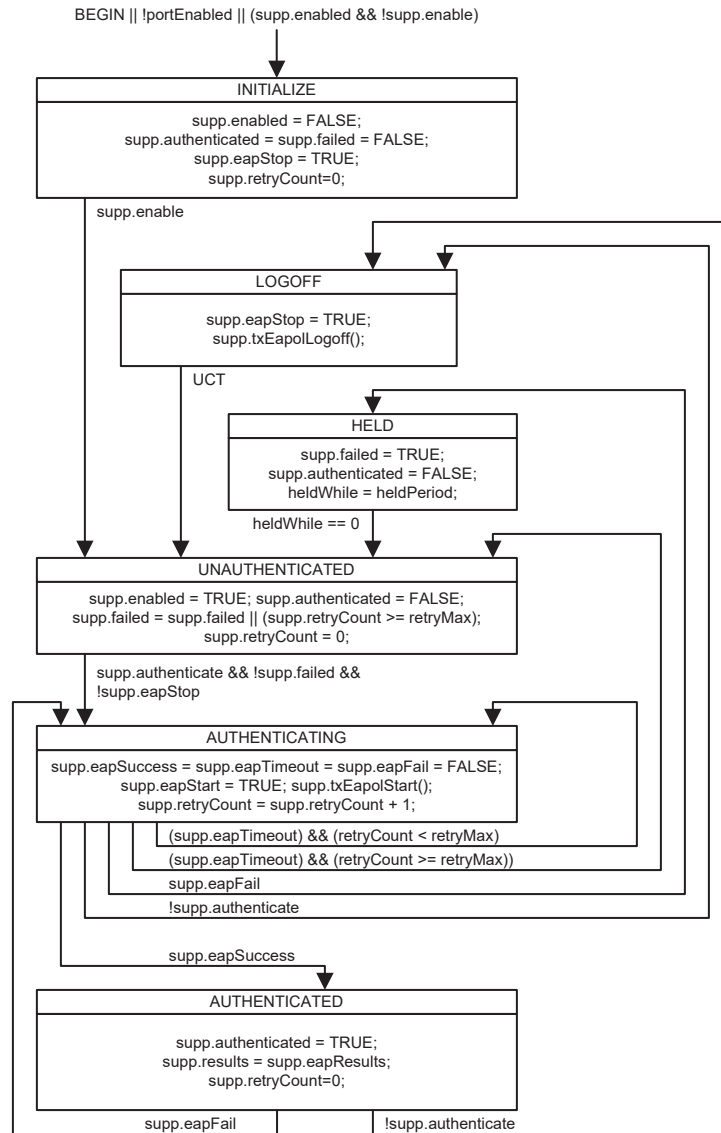 BEGIN || !portEnabled || (supp.enabled && !supp.enable)
INITIALIZE
supp.enabled = FALSE;
supp.authenticated = supp.failed = FALSE;
supp.eapStop = TRUE;
supp.retryCount=0;
supp.enable
LOGOFF
supp.eapStop = TRUE;
supp.txEapolLogoff();
UCT
HELD
supp.failed = TRUE;
supp.authenticated = FALSE;
heldWhile = heldPeriod;
heldWhile == 0
UNAUTHENTICATED
supp.enabled = TRUE; supp.authenticated = FALSE;
supp.failed = supp.failed || (supp.retryCount >= retryMax);
supp.retryCount = 0;
supp.authenticate && !supp.failed &&
!supp.eapStop
AUTHENTICATING
supp.eapSuccess = supp.eapTimeout = supp.eapFail = FALSE;
supp.eapStart = TRUE; supp.txEapolStart();
supp.retryCount = supp.retryCount + 1;
(supp.eapTimeout) && (retryCount < retryMax)
(supp.eapTimeout) && (retryCount >= retryMax))
supp.eapFail
!supp.authenticate
supp.eapSuccess
AUTHENTICATED
supp.authenticated = TRUE;
supp.results = supp.eapResults;
supp.retryCount=0;
supp.eapFail
!supp.authenticate